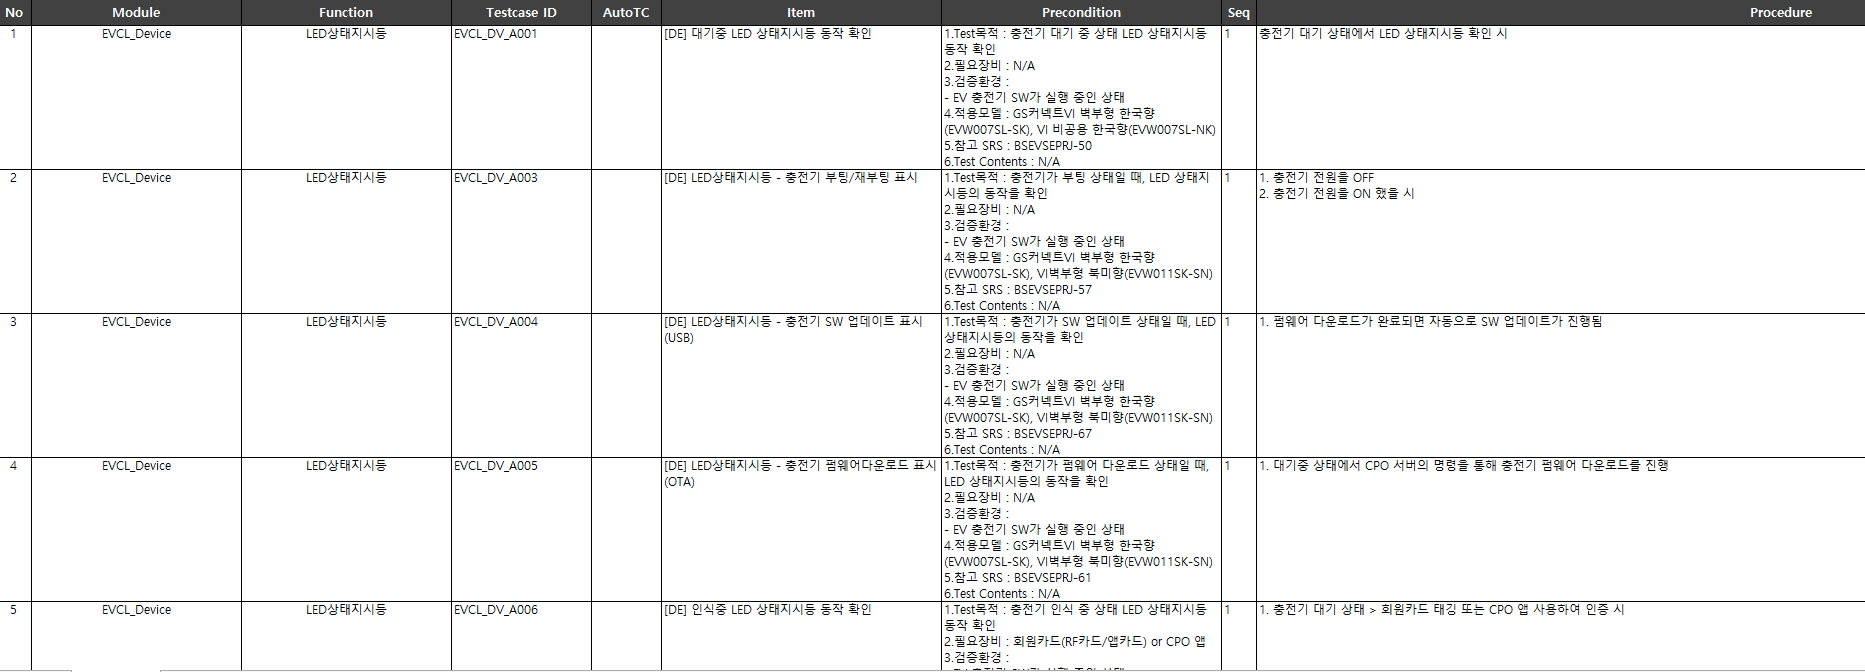 No Module Function Testcase ID AutoTC Item Precondition Seq Procedure
1 EVCL_Device LED상태지시등 EVCL_DV_A001 [DE] 대기중 LED 상태지시등 동작 확인 1.Test목적 : 충전기 대기 중 상태 LED 상태지시등 1 충전기 대기 상태에서 LED 상태지시등 확인 시
동작 확인
2.필요장비 : N/A
3.검증환경 :
- EV 충전기 SW가 실행 중인 상태
4.적용모델 : GS커넥트VI 벽부형 한국향
(EVW007SL-SK), VI 비공용 한국향(EVW007SL-NK)
5.참고 SRS : BSEVSEPRJ-50
6.Test Contents : N/A
2 EVCL_Device LED상태지시등 EVCL_DV_A003 [DE] LED상태지시등 - 충전기 부팅/재부팅 표시 1.Test목적 : 충전기가 부팅 상태일 때, LED 상태지 1 1. 충전기 전원을 OFF
시등의 동작을 확인 2. 충전기 전원을 ON 했을 시
2.필요장비 : N/A
3.검증환경 :
- EV 충전기 SW가 실행 중인 상태
4.적용모델 : GS커넥트VI 벽부형 한국향
(EVW007SL-SK), VI벽부형 북미향(EVW011SK-SN)
5.참고 SRS : BSEVSEPRJ-57
6.Test Contents : N/A
3 EVCL_Device LED상태지시등 EVCL_DV_A004 [DE] LED상태지시등 - 충전기 SW 업데이트 표시 1.Test목적 : 충전기가 SW 업데이트 상태일 때, LED 1 1. 펌웨어 다운로드가 완료되면 자동으로 SW 업데이트가 진행됨
(USB) 상태지시등의 동작을 확인
2.필요장비 : N/A
3.검증환경 :
- EV 충전기 SW가 실행 중인 상태
4.적용모델 : GS커넥트VI 벽부형 한국향
(EVW007SL-SK), VI벽부형 북미향(EVW011SK-SN)
5.참고 SRS : BSEVSEPRJ-67
6.Test Contents : N/A
4 EVCL_Device LED상태지시등 EVCL_DV_A005 [DE] LED상태지시등 - 충전기 펌웨어다운로드 표시 1.Test목적 : 충전기가 펌웨어 다운로드 상태일 때, 1 1. 대기중 상태에서 CPO 서버의 명령을 통해 충전기 펌웨어 다운로드를 진행
(OTA) LED 상태지시등의 동작을 확인
2.필요장비 : N/A
3.검증환경 :
- EV 충전기 SW가 실행 중인 상태
4.적용모델 : GS커넥트VI 벽부형 한국향
(EVW007SL-SK), VI벽부형 북미향(EVW011SK-SN)
5.참고 SRS : BSEVSEPRJ-61
6.Test Contents : N/A
5 EVCL_Device LED상태지시등 EVCL_DV_A006 [DE] 인식중 LED 상태지시등 동작 확인 1.Test목적 : 충전기 인식 중 상태 LED 상태지시등 1 1. 충전기 대기 상태 > 회원카드 태깅 또는 CPO 앱 사용하여 인증 시
동작 확인
2.필요장비 : 회원카드(RF카드/앱카드) or CPO 앱
3.검증환경 :